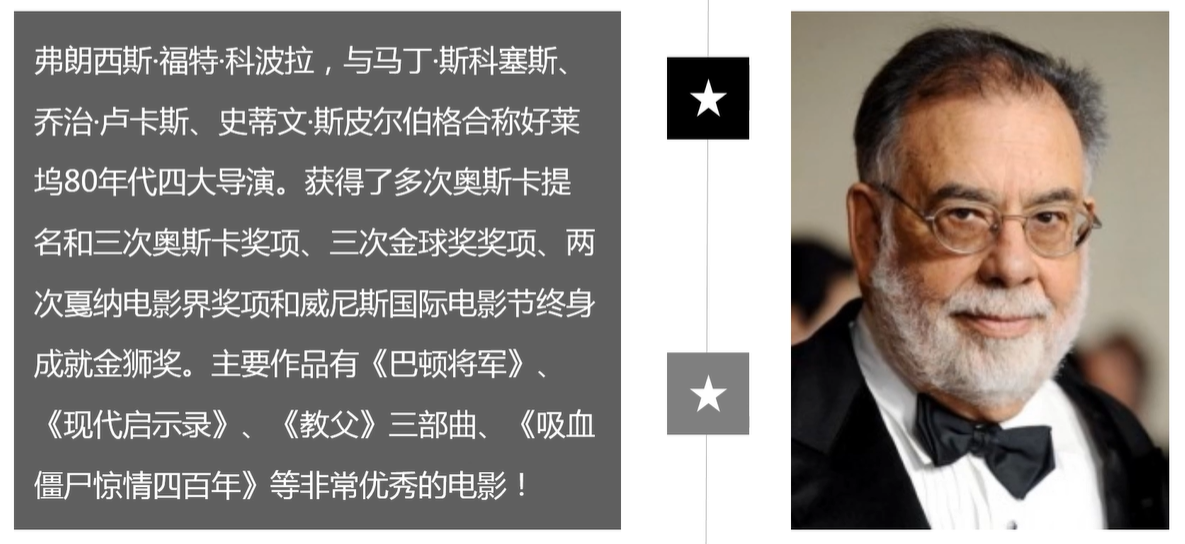 弗朗西斯·福特·科波拉，与马丁·斯科塞斯、
乔治·卢卡斯、史蒂文·斯皮尔伯格合称好莱
坞80年代四大导演。获得了多次奥斯卡提
名和三次奥斯卡奖项、三次金球奖奖项、两
次戛纳电影界奖项和威尼斯国际电影节终身
成就金狮奖。主要作品有《巴顿将军》、
《现代启示录》、《教父》三部曲、《吸血
僵尸惊情四百年》等非常优秀的电影！